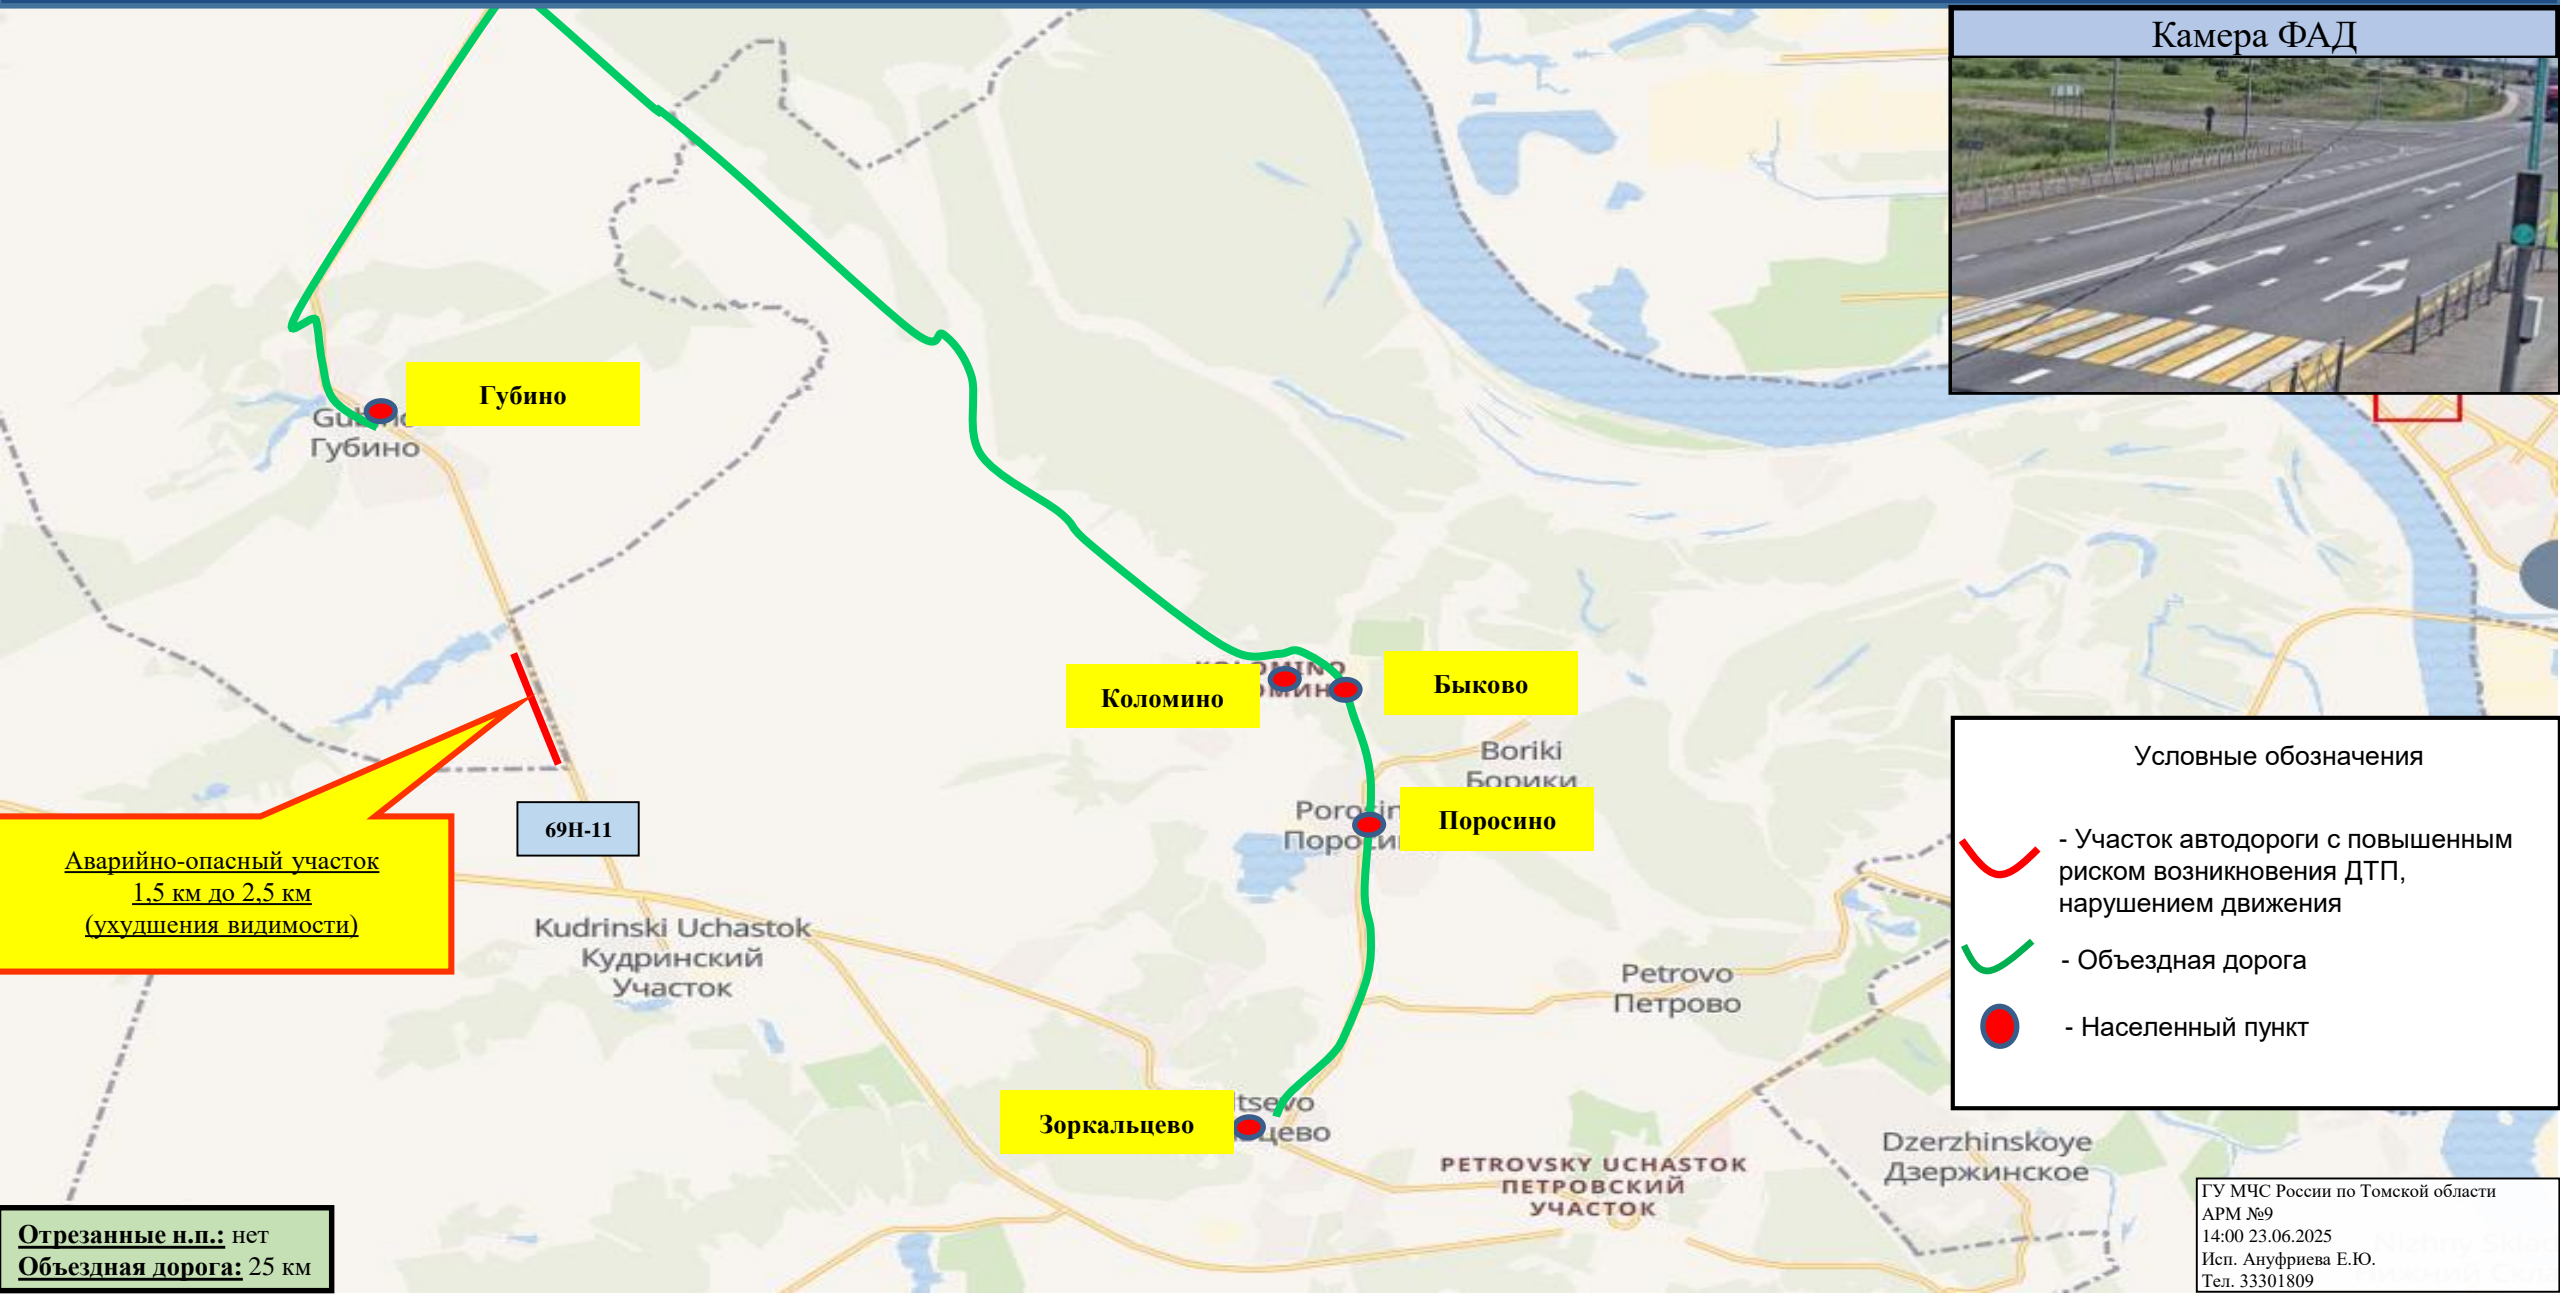 Камера ФАД
Губино
Губино
Коломино
Быково
Boriki
Борики
Поросино
69Н-11
Аварийно-опасный участок
1,5 км до 2,5 км
(ухудшения видимости)
Kudrinski Uchastok
Кудринский
Участок
Petrovo
Петрово
Условные обозначения
- Участок автодороги с повышенным
риском возникновения ДТП,
нарушением движения
- Объездная дорога
- Населенный пункт
Зоркальцево
PETROVSKY UCHASTOK
ПЕТРОВСКИЙ
УЧАСТОК
Dzerzhinskoye
Дзержинское
Отрезанные н.п.: нет
Объездная дорога: 25 км
ГУ МЧС России по Томской области
АРМ №9
14:00 23.06.2025
Исп. Ануфриева Е.Ю.
Тел. 33301809